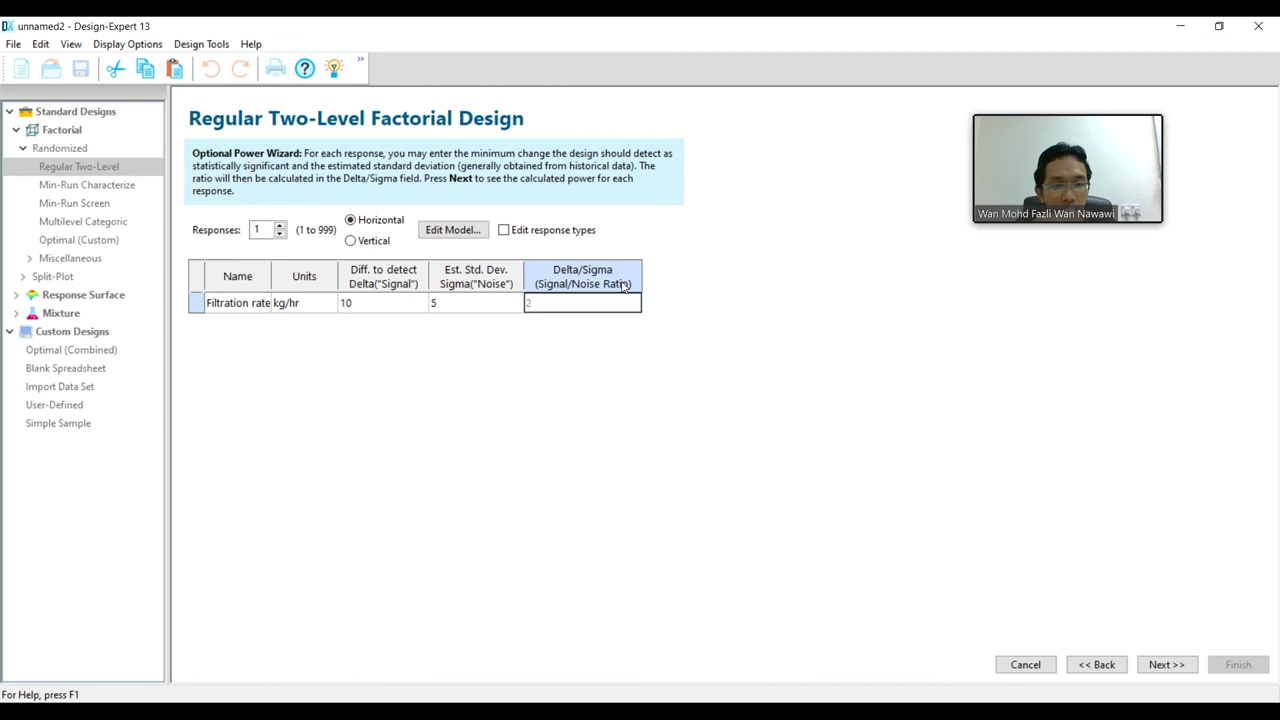 unnamed2 - Design-Expert 13
File Edit View Display Options Design Tools Help
»
Standard Designs
Factorial
Randomized
Regular Two-Level
Min-Run Characterize
Min-Run Screen
Multilevel Categoric
Optimal (Custom)
Miscellaneous
Split-Plot
Response Surface
Mixture
Custom Designs
Optimal (Combined)
Blank Spreadsheet
Import Data Set
User-Defined
Simple Sample
Regular Two-Level Factorial Design
Optional Power Wizard: For each response, you may enter the minimum change the design should detect as
statistically significant and the estimated standard deviation (generally obtained from historical data). The
ratio will then be calculated in the Delta/Sigma field. Press Next to see the calculated power for each
response.
Responses: 1 (1 to 999) Horizontal
Vertical
Edit Model... Edit response types
Name Units Diff. to detect Delta("Signal") Est. Std. Dev. Sigma("Noise") Delta/Sigma (Signal/Noise Ratio)
Filtration rate kg/hr 10 5 2
Wan Mohd Fazli Wan Nawawi
Cancel << Back Next >> Finish
For Help, press F1